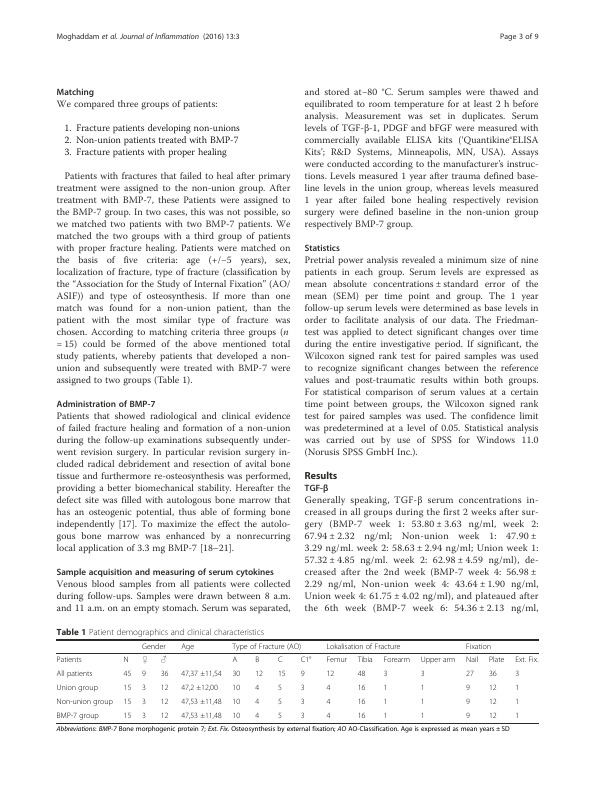 Moghaddam et al. Journal of Inflammation (2016) 13:3
Page 3 of 9
Matching
We compared three groups of patients:
1. Fracture patients developing non-unions
2. Non-union patients treated with BMP-7
3. Fracture patients with proper healing
Patients with fractures that failed to heal after primary
treatment were assigned to the non-union group. After
treatment with BMP-7, these Patients were assigned to
the BMP-7 group. In two cases, this was not possible, so
we matched two patients with two BMP-7 patients. We
matched the two groups with a third group of patients
with proper fracture healing. Patients were matched on
the basis of five criteria: age (+/−5 years), sex,
localization of fracture, type of fracture (classification by
the “Association for the Study of Internal Fixation” (AO/
ASIF)) and type of osteosynthesis. If more than one
match was found for a non-union patient, than the
patient with the most similar type of fracture was
chosen. According to matching criteria three groups (n
= 15) could be formed of the above mentioned total
study patients, whereby patients that developed a non-
union and subsequently were treated with BMP-7 were
assigned to two groups (Table 1).
Administration of BMP-7
Patients that showed radiological and clinical evidence
of failed fracture healing and formation of a non-union
during the follow-up examinations subsequently under-
went revision surgery. In particular revision surgery in-
cluded radical debridement and resection of avital bone
tissue and furthermore re-osteosynthesis was performed,
providing a better biomechanical stability. Hereafter the
defect site was filled with autologous bone marrow that
has an osteogenic potential, thus able of forming bone
independently [17]. To maximize the effect the autolo-
gous bone marrow was enhanced by a nonrecurring
local application of 3.3 mg BMP-7 [18–21].
Sample acquisition and measuring of serum cytokines
Venous blood samples from all patients were collected
during follow-ups. Samples were drawn between 8 a.m.
and 11 a.m. on an empty stomach. Serum was separated,
and stored at−80 °C. Serum samples were thawed and
equilibrated to room temperature for at least 2 h before
analysis. Measurement was set in duplicates. Serum
levels of TGF-β-1, PDGF and bFGF were measured with
commercially available ELISA kits (‘Quantikine®ELISA
Kits’; R&D Systems, Minneapolis, MN, USA). Assays
were conducted according to the manufacturer’s instruc-
tions. Levels measured 1 year after trauma defined base-
line levels in the union group, whereas levels measured
1 year after failed bone healing respectively revision
surgery were defined baseline in the non-union group
respectively BMP-7 group.
Statistics
Pretrial power analysis revealed a minimum size of nine
patients in each group. Serum levels are expressed as
mean absolute concentrations ± standard error of the
mean (SEM) per time point and group. The 1 year
follow-up serum levels were determined as base levels in
order to facilitate analysis of our data. The Friedman-
test was applied to detect significant changes over time
during the entire investigative period. If significant, the
Wilcoxon signed rank test for paired samples was used
to recognize significant changes between the reference
values and post-traumatic results within both groups.
For statistical comparison of serum values at a certain
time point between groups, the Wilcoxon signed rank
test for paired samples was used. The confidence limit
was predetermined at a level of 0.05. Statistical analysis
was carried out by use of SPSS for Windows 11.0
(Norusis SPSS GmbH Inc.).
Results
TGF-β
Generally speaking, TGF-β serum concentrations in-
creased in all groups during the first 2 weeks after sur-
gery (BMP-7 week 1: 53.80 ± 3.63 ng/ml, week 2:
67.94 ± 2.32 ng/ml; Non-union week 1: 47.90 ±
3.29 ng/ml. week 2: 58.63 ± 2.94 ng/ml; Union week 1:
57.32 ± 4.85 ng/ml. week 2: 62.98 ± 4.59 ng/ml), de-
creased after the 2nd week (BMP-7 week 4: 56.98 ±
2.29 ng/ml, Non-union week 4: 43.64 ± 1.90 ng/ml,
Union week 4: 61.75 ± 4.02 ng/ml), and plateaued after
the 6th week (BMP-7 week 6: 54.36 ± 2.13 ng/ml,
Table 1 Patient demographics and clinical characteristics
Gender Age Type of Fracture (AO) Lokalisation of Fracture Fixation
Patients N ♀ ♂ A B C C1ª Femur Tibia Forearm Upper arm Nail Plate Ext. Fix.
All patients 45 9 36 47,37 ±11,54 30 12 15 9 12 48 3 3 27 36 3
Union group 15 3 12 47,2 ±12,00 10 4 5 3 4 16 1 1 9 12 1
Non-union group 15 3 12 47,53 ±11,48 10 4 5 3 4 16 1 1 9 12 1
BMP-7 group 15 3 12 47,53 ±11,48 10 4 5 3 4 16 1 1 9 12 1
Abbreviations: BMP-7 Bone morphogenic protein 7; Ext. Fix. Osteosynthesis by external fixation; AO AO-Classification. Age is expressed as mean years ± SD